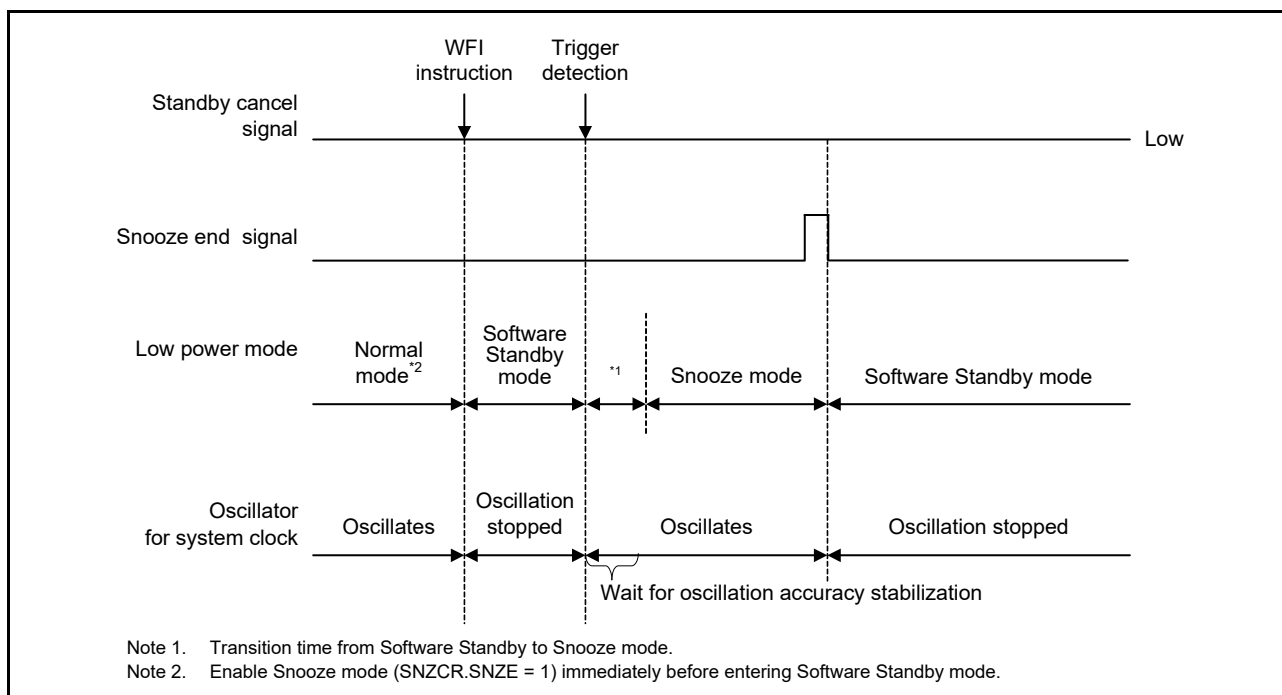 WFI
instruction
Trigger
detection
Standby cancel
signal
Low
Snooze end signal
Low power mode
Normal
mode*2
Software
Standby
mode
*1
Snooze mode
Software Standby mode
Oscillator
for system clock
Oscillates
Oscillation
stopped
Oscillates
Oscillation stopped
Wait for oscillation accuracy stabilization
Note 1. Transition time from Software Standby to Snooze mode.
Note 2. Enable Snooze mode (SNZCR.SNZE = 1) immediately before entering Software Standby mode.